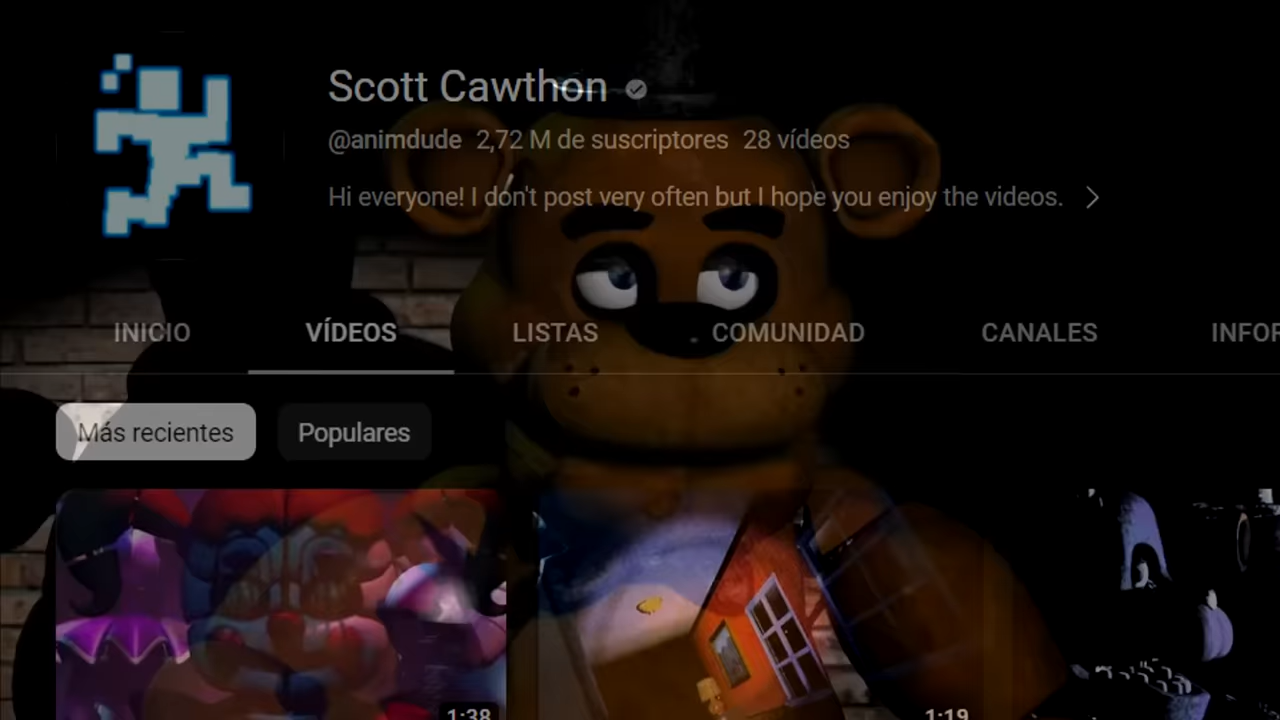 Scott Cawthon
@animdude 2,72 M de suscriptores 28 vídeos
Hi everyone! I don't post very often but I hope you enjoy the videos.
INICIO VÍDEOS LISTAS COMUNIDAD CANALES INFOR
Más recientes Populares
1:38 1:19